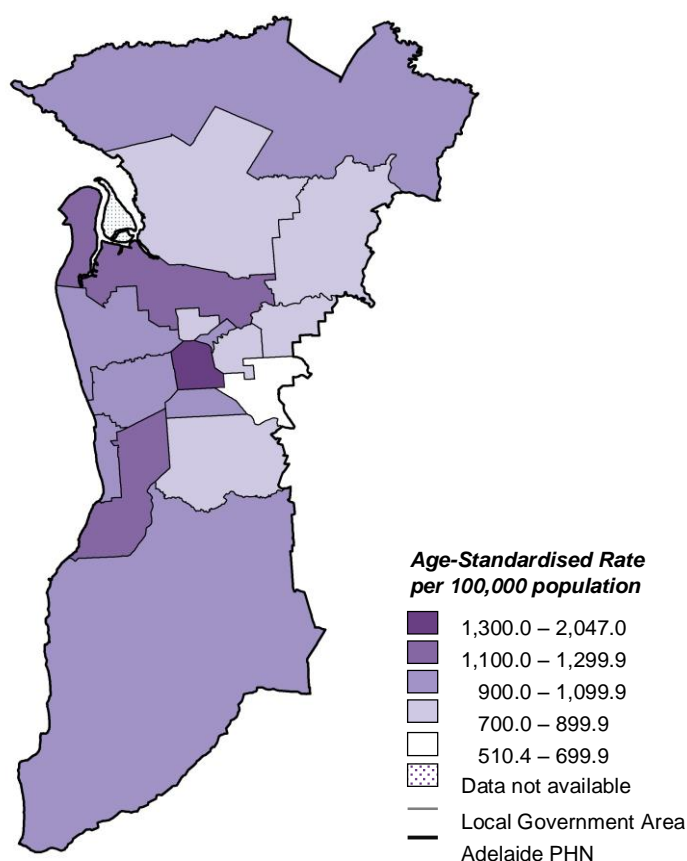 Age-Standardised Rate
per 100,000 population
1,300.0 – 2,047.0
1,100.0 – 1,299.9
900.0 – 1,099.9
700.0 – 899.9
510.4 – 699.9
Data not available
Local Government Area
Adelaide PHN